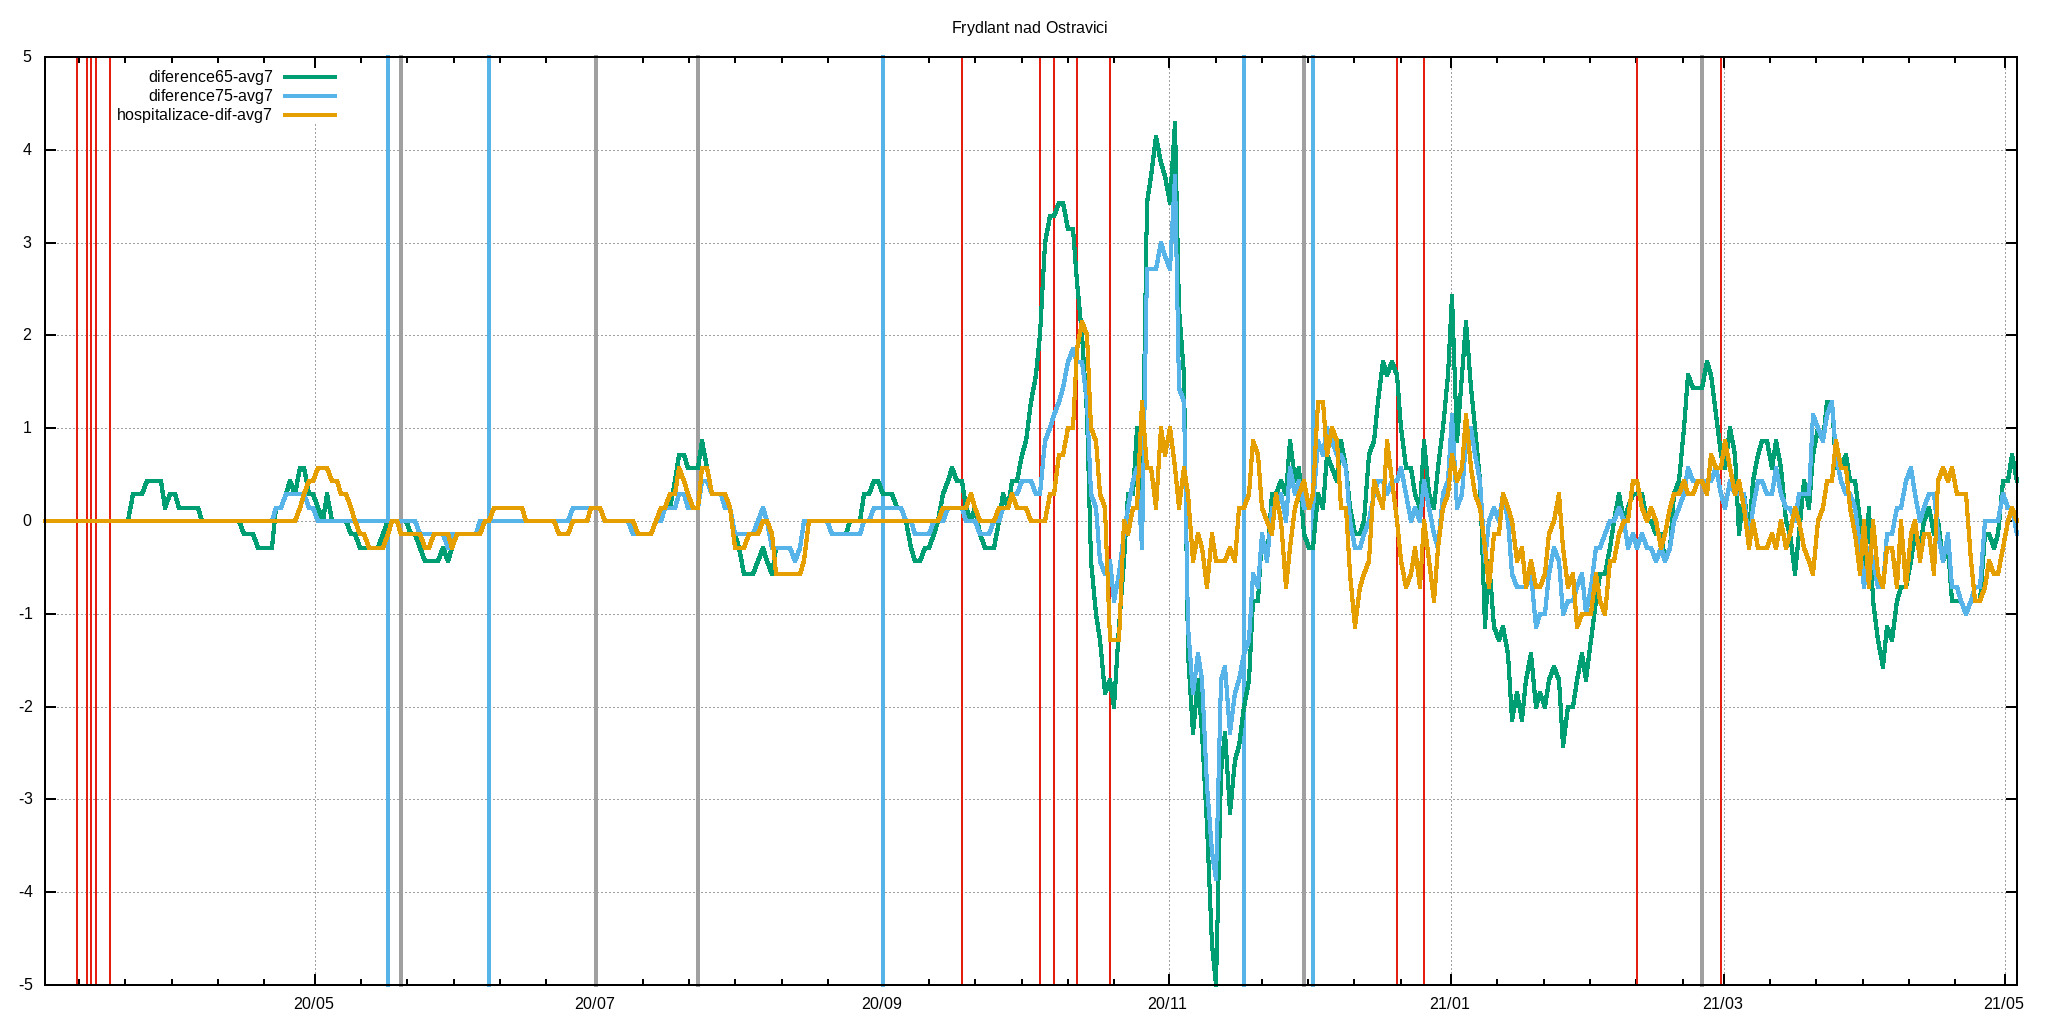 Frydlant nad Ostravici
diference65-avg7
diference75-avg7
hospitalizace-dif-avg7
5
4
3
2
1
0
-1
-2
-3
-4
-5
20/05 20/07 20/09 20/11 21/01 21/03 21/05